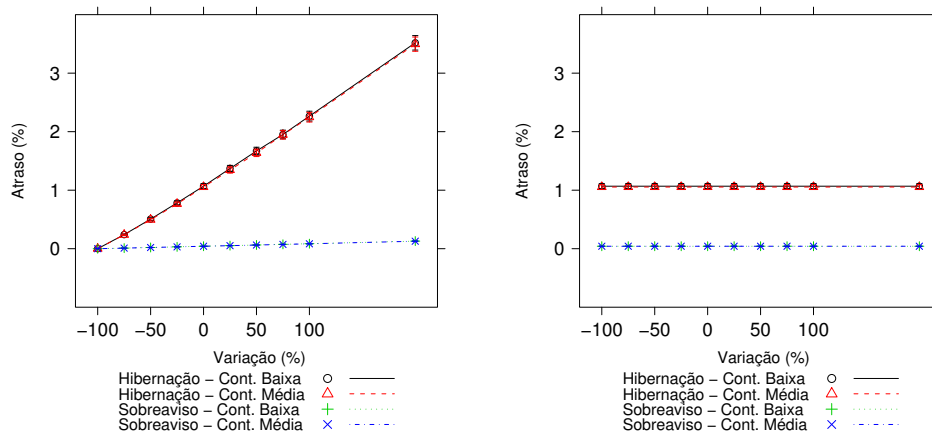 3
2
1
0
Atraso (%)
−100
−50
0
50
100
Variação (%)
Hibernação − Cont. Baixa
Hibernação − Cont. Média
Sobreaviso − Cont. Baixa
Sobreaviso − Cont. Média
3
2
1
0
Atraso (%)
−100
−50
0
50
100
Variação (%)
Hibernação − Cont. Baixa
Hibernação − Cont. Média
Sobreaviso − Cont. Baixa
Sobreaviso − Cont. Média